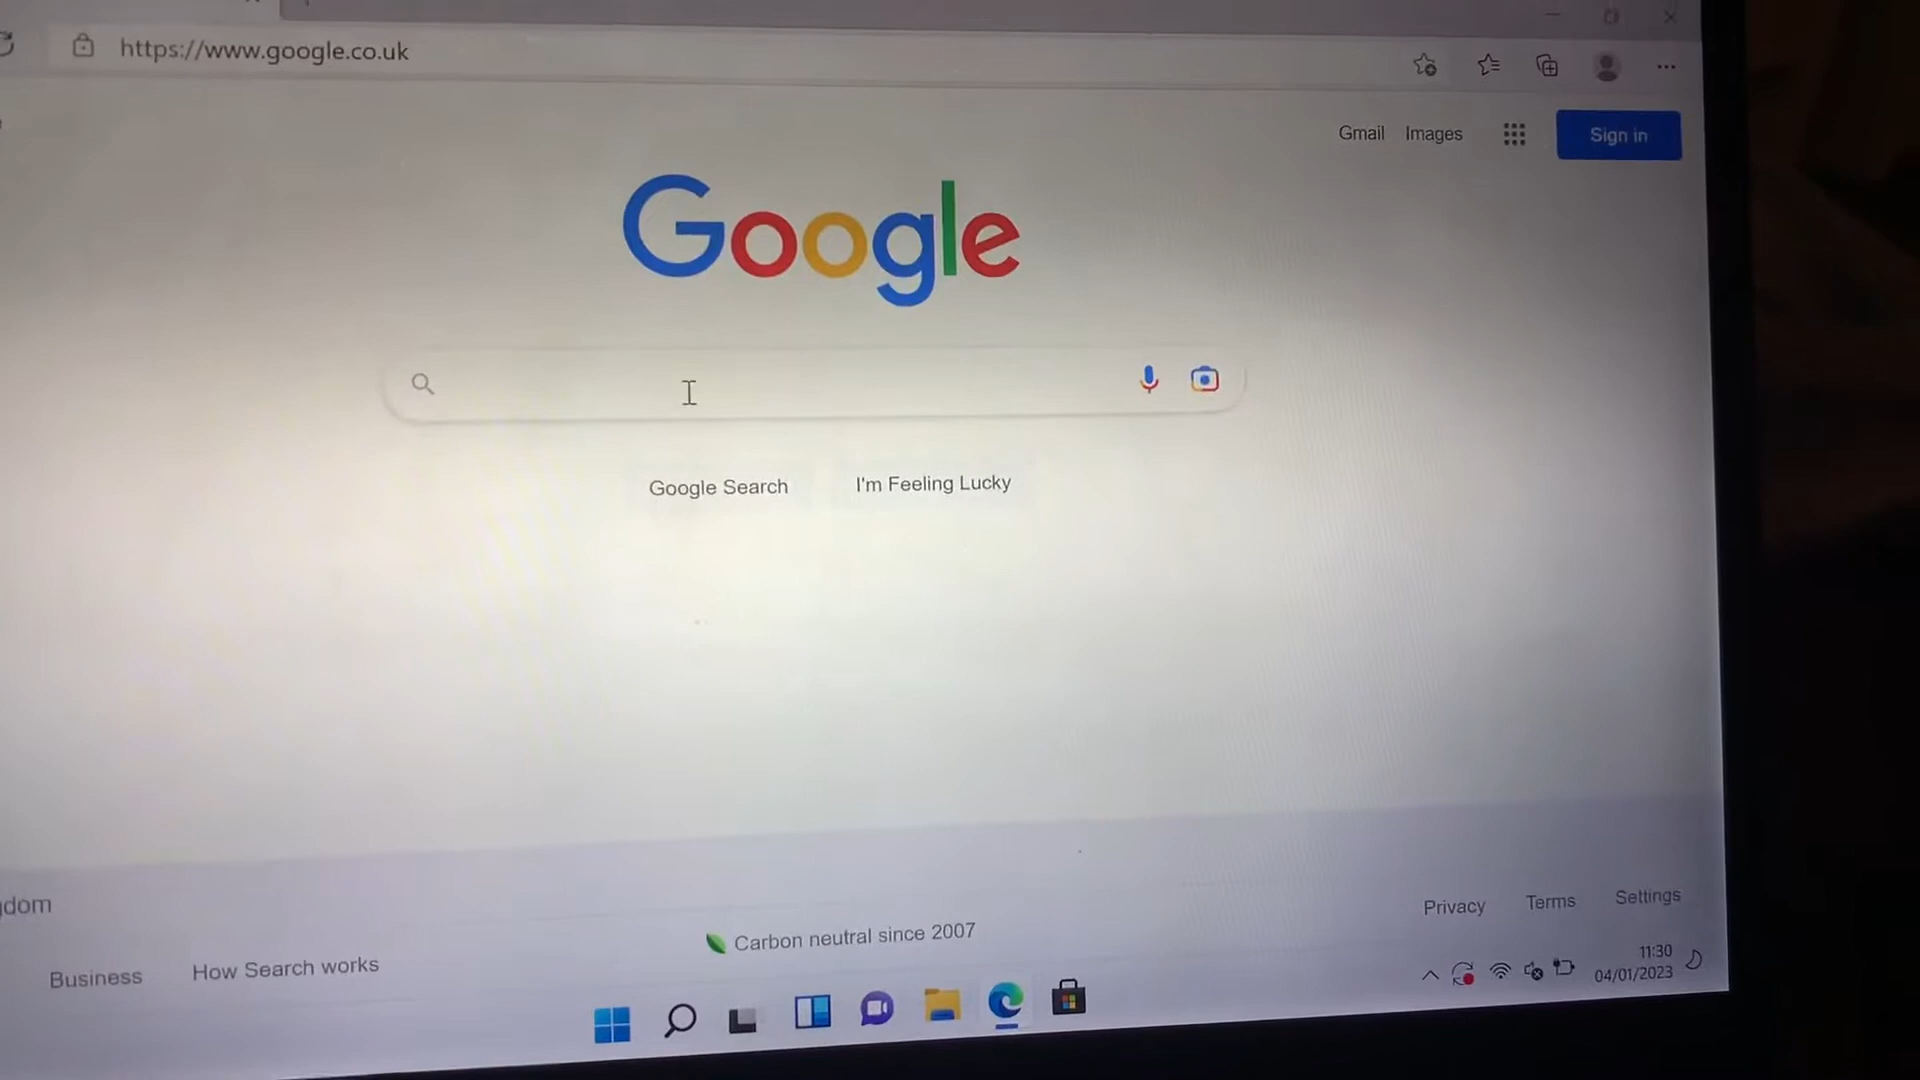 https://www.google.co.uk
Gmail Images Sign in
Google
Google Search I'm Feeling Lucky
dom
Privacy Terms Settings
Business How Search works Carbon neutral since 2007
11:30
04/01/2023